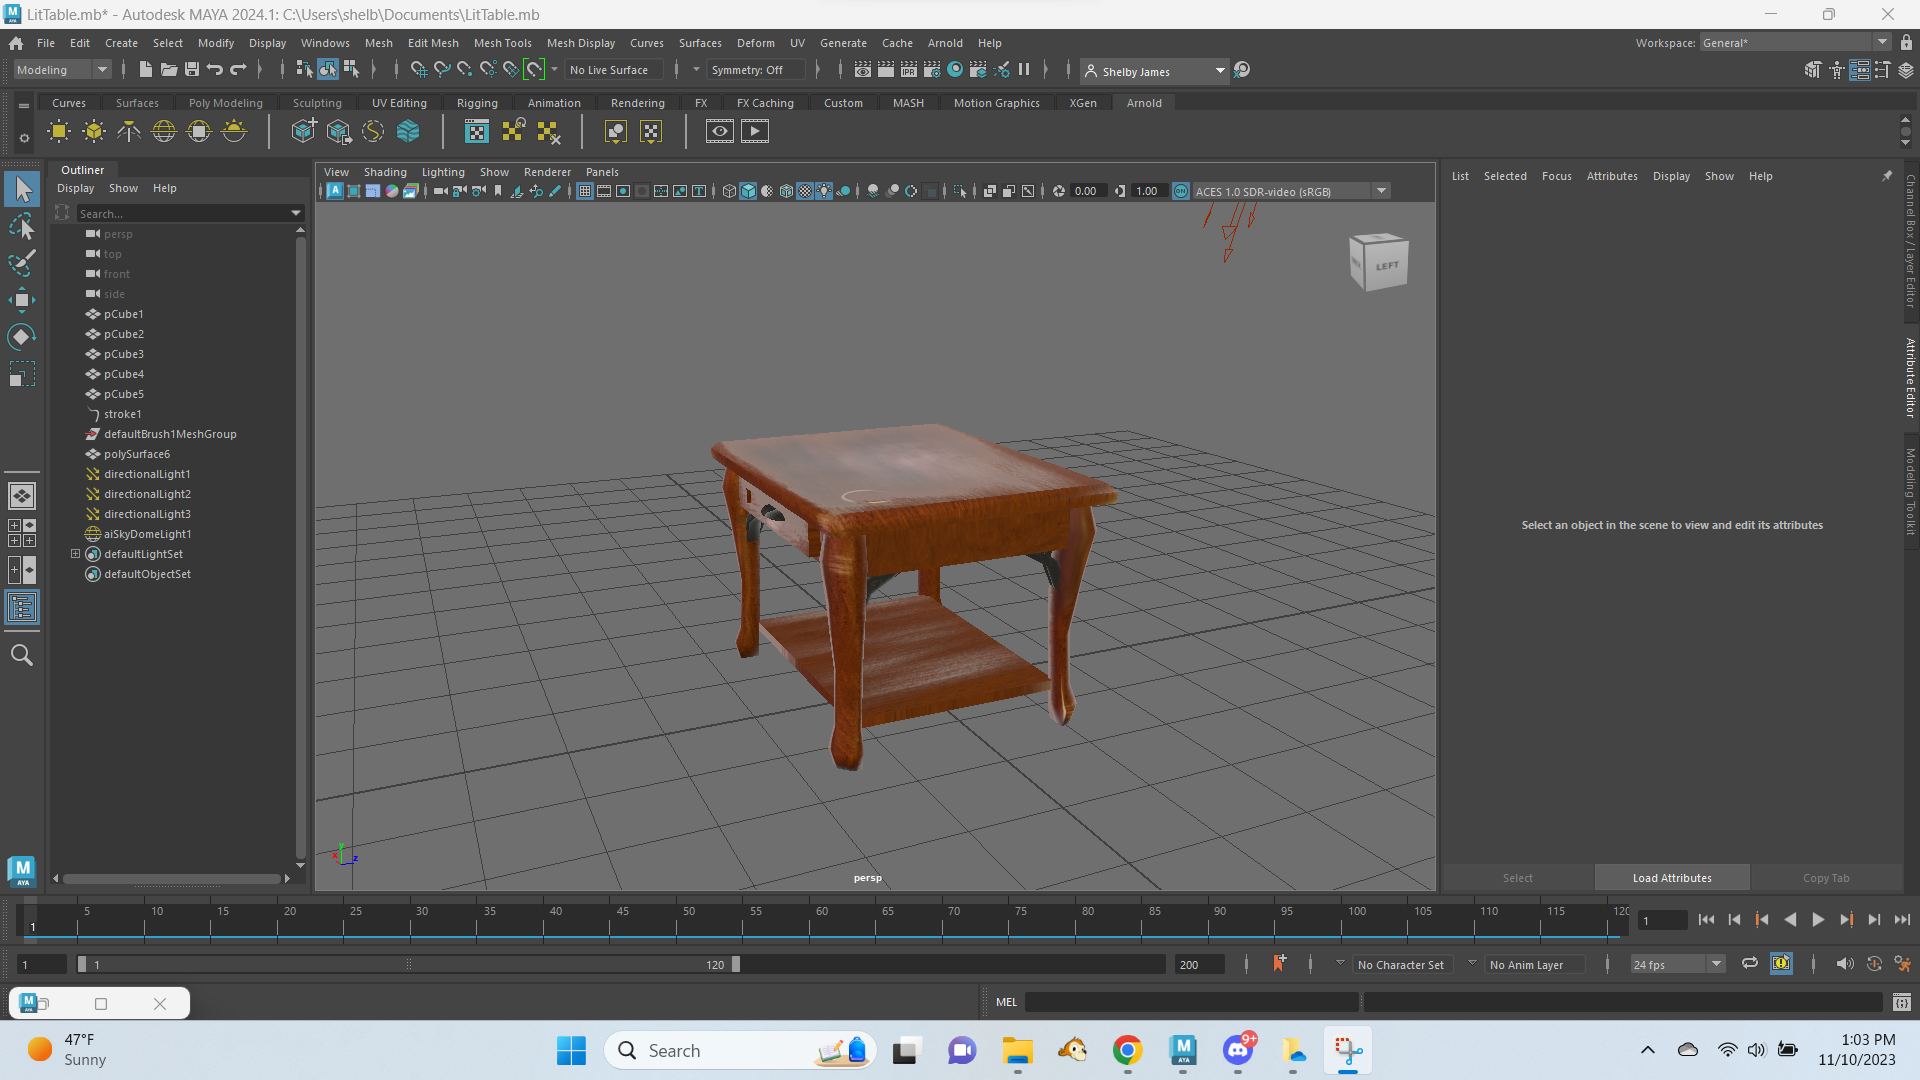 LitTable.mb* - Autodesk MAYA 2024.1: C:\Users\shelb\Documents\LitTable.mb
File Edit Create Select Modify Display Windows Mesh Edit Mesh Mesh Tools Mesh Display Curves Surfaces Deform UV Generate Cache Arnold Help
Workspace: General*
Modeling
No Live Surface
Symmetry: Off
IPR
Shelby James
Curves Surfaces Poly Modeling Sculpting UV Editing Rigging Animation Rendering FX FX Caching Custom MASH Motion Graphics XGen Arnold
Outliner
Display Show Help
Search...
persp
top
front
side
pCube1
pCube2
pCube3
pCube4
pCube5
stroke1
defaultBrush1MeshGroup
polySurface6
directionalLight1
directionalLight2
directionalLight3
aiSkyDomeLight1
defaultLightSet
defaultObjectSet
View Shading Lighting Show Renderer Panels
0.00
1.00
ON
ACES 1.0 SDR-video (sRGB)
LEFT
y
x
z
persp
List Selected Focus Attributes Display Show Help
Select an object in the scene to view and edit its attributes
Select
Load Attributes
Copy Tab
Channel Box / Layer Editor
Attribute Editor
Modeling Toolkit
5 10 15 20 25 30 35 40 45 50 55 60 65 70 75 80 85 90 95 100 105 110 115 120
1
1
1
1
120
200
No Character Set
No Anim Layer
24 fps
MEL
47°F
Sunny
Search
9+
1:03 PM
11/10/2023